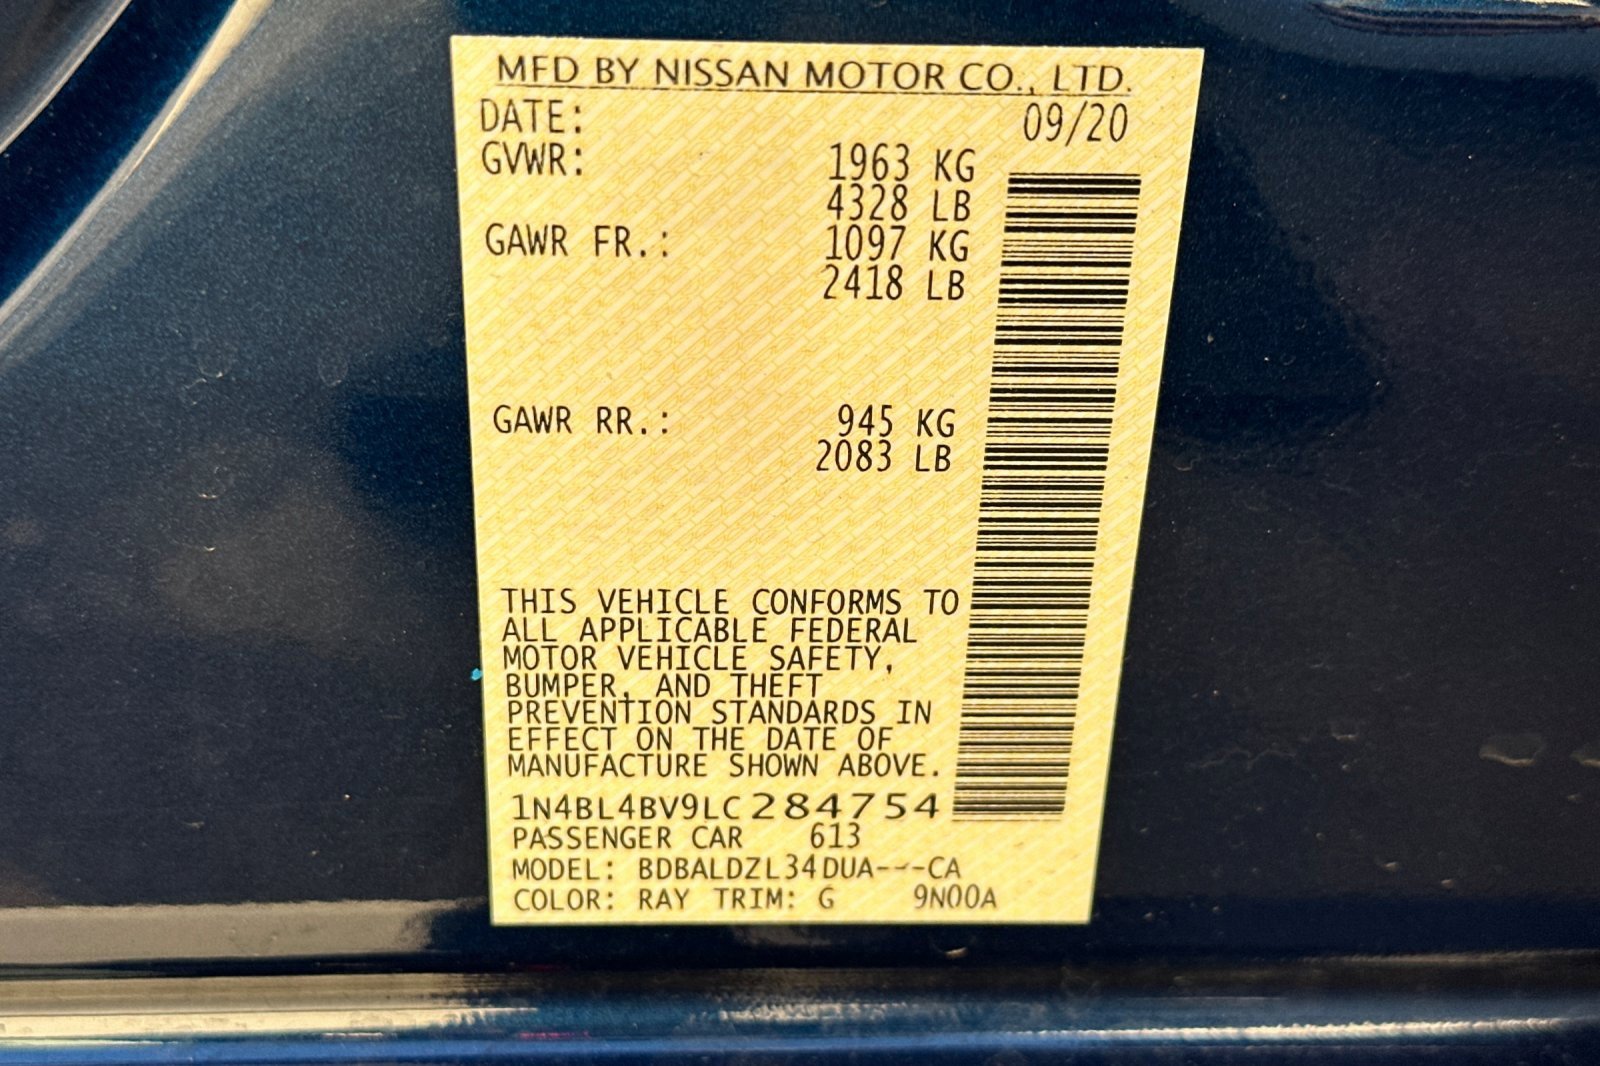 MFD BY NISSAN MOTOR CO., LTD.
DATE: 09/20
GVWR: 1963 KG
4328 LB
GAWR FR.: 1097 KG
2418 LB
GAWR RR.: 945 KG
2083 LB
THIS VEHICLE CONFORMS TO
ALL APPLICABLE FEDERAL
MOTOR VEHICLE SAFETY,
BUMPER, AND THEFT
PREVENTION STANDARDS IN
EFFECT ON THE DATE OF
MANUFACTURE SHOWN ABOVE.
1N4BL4BV9LC284754
PASSENGER CAR 613
MODEL: BDBALDZL34DUA---CA
COLOR: RAY TRIM: G 9N00A